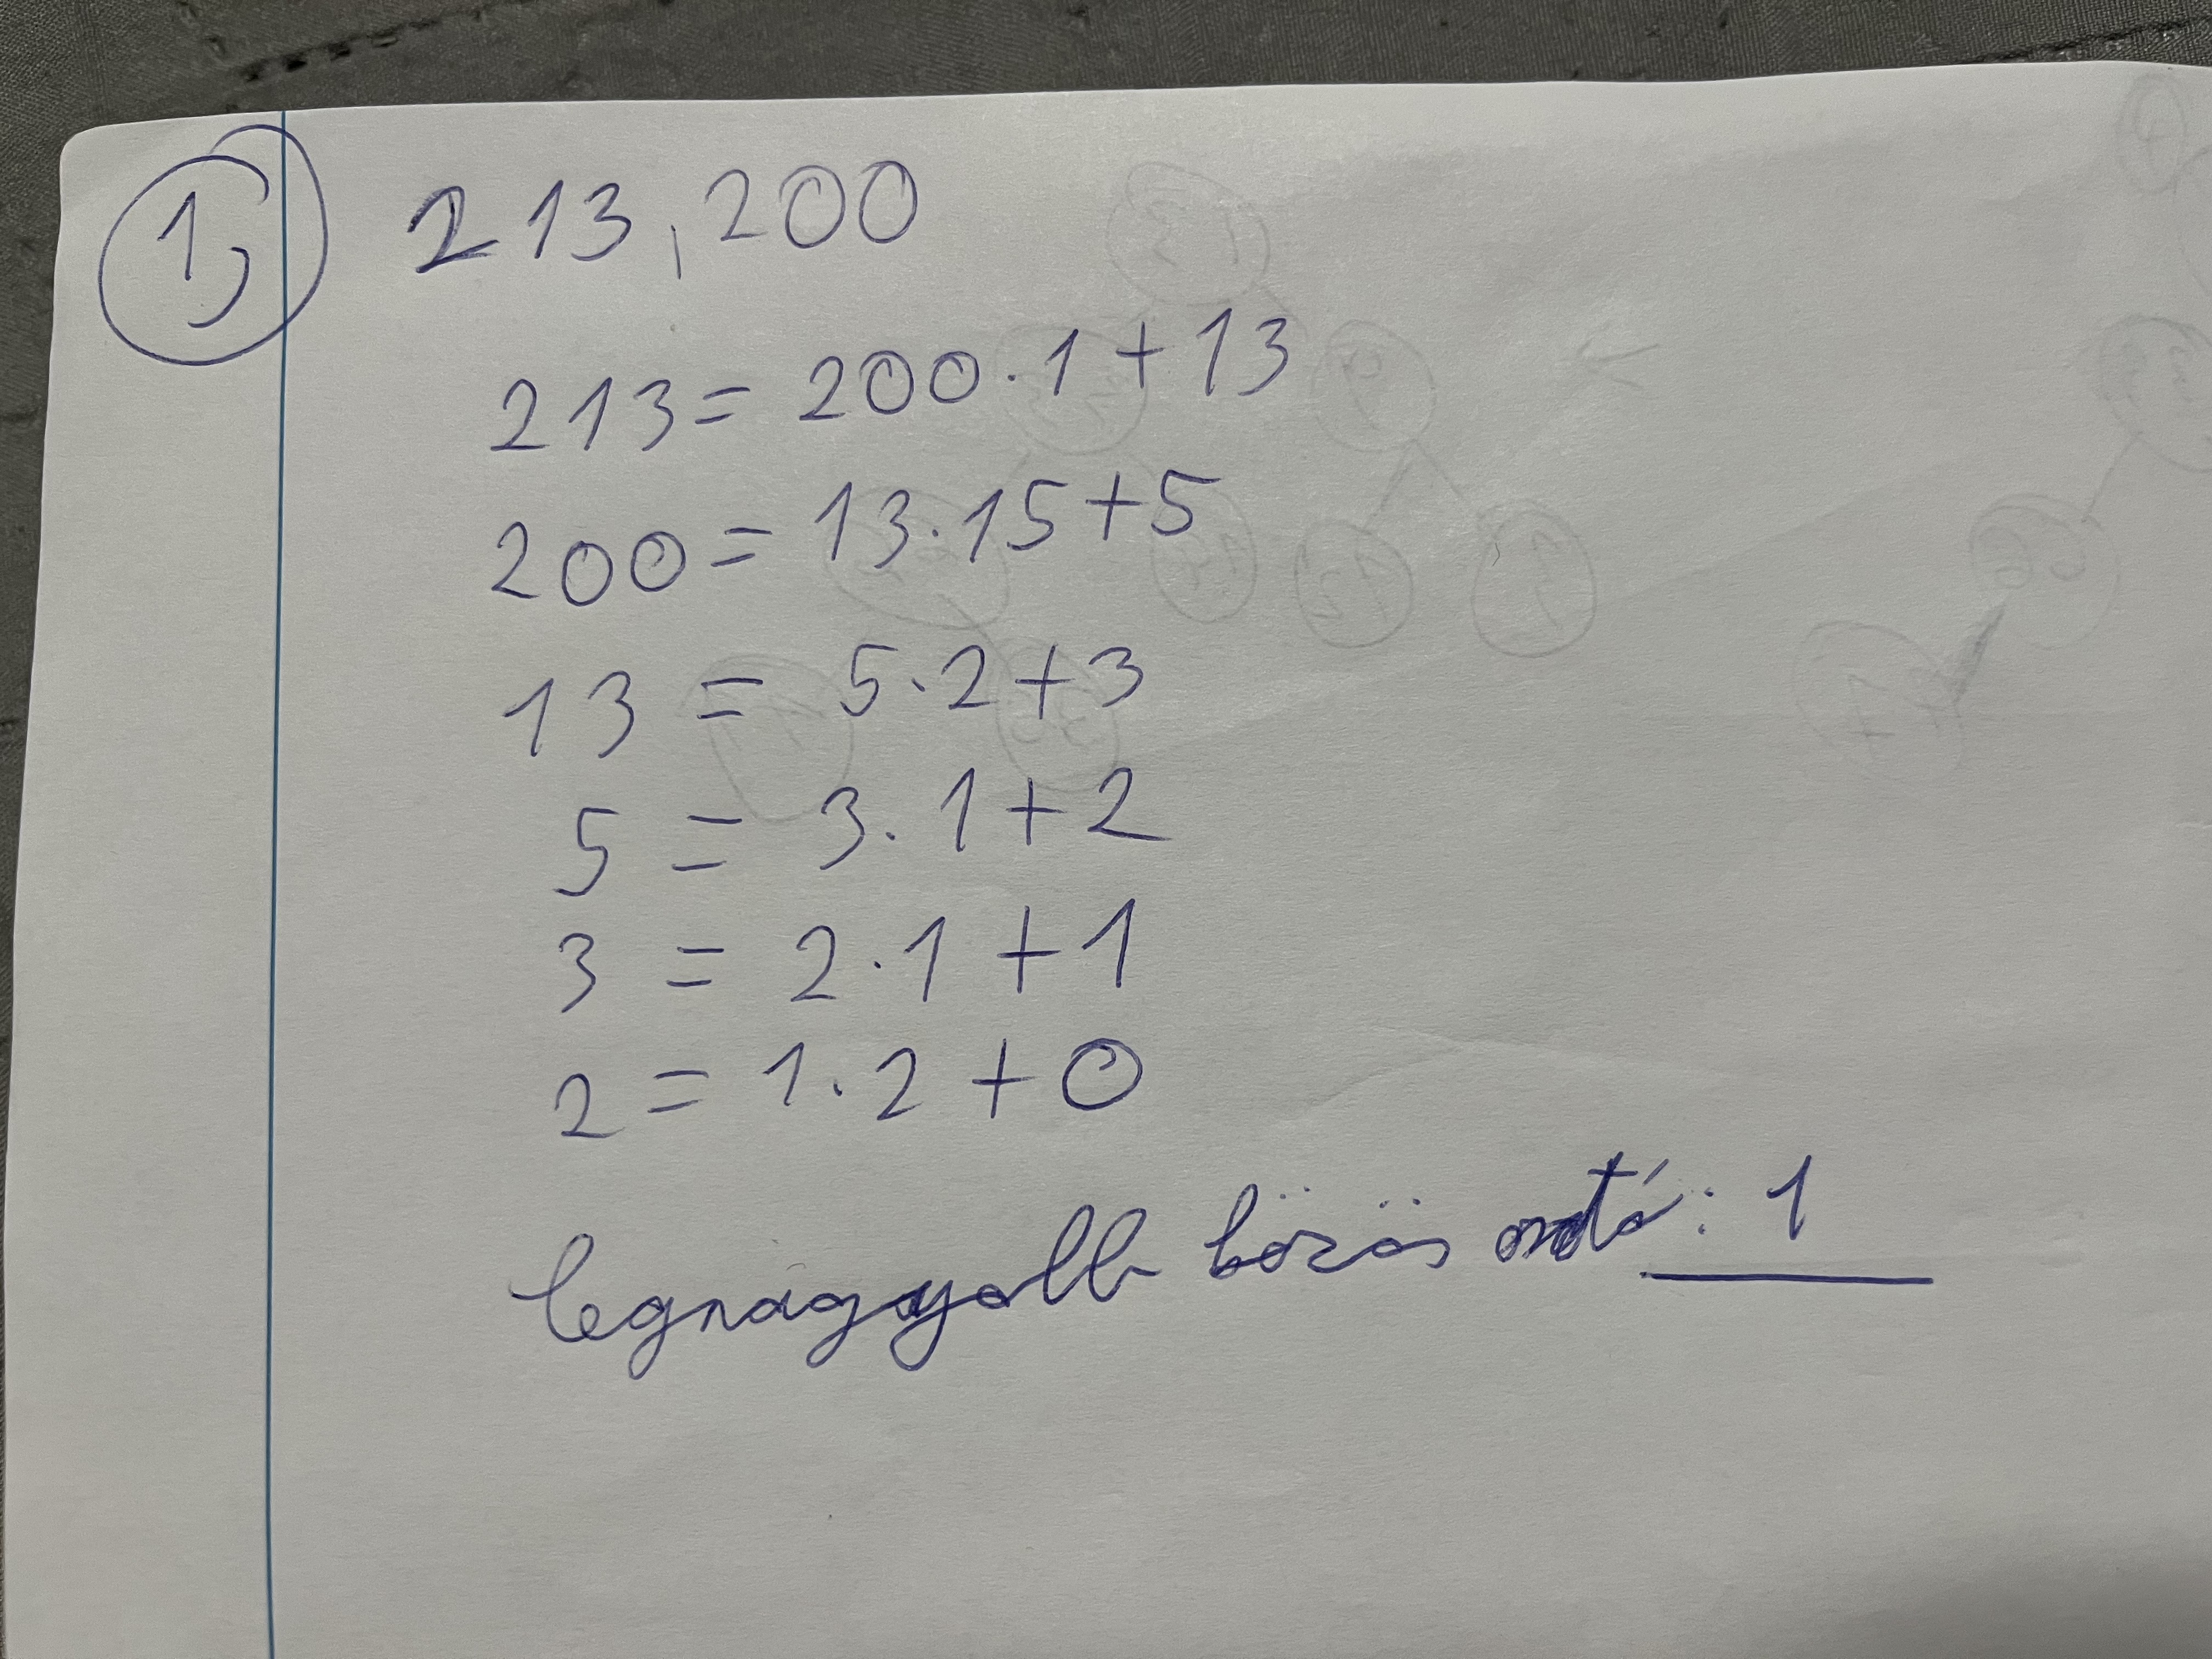 1,
213, 200
213 = 200 · 1 + 13
200 = 13 · 15 + 5
13 = 5 · 2 + 3
5 = 3 · 1 + 2
3 = 2 · 1 + 1
2 = 1 · 2 + 0
legnagyobb közös osztó: 1